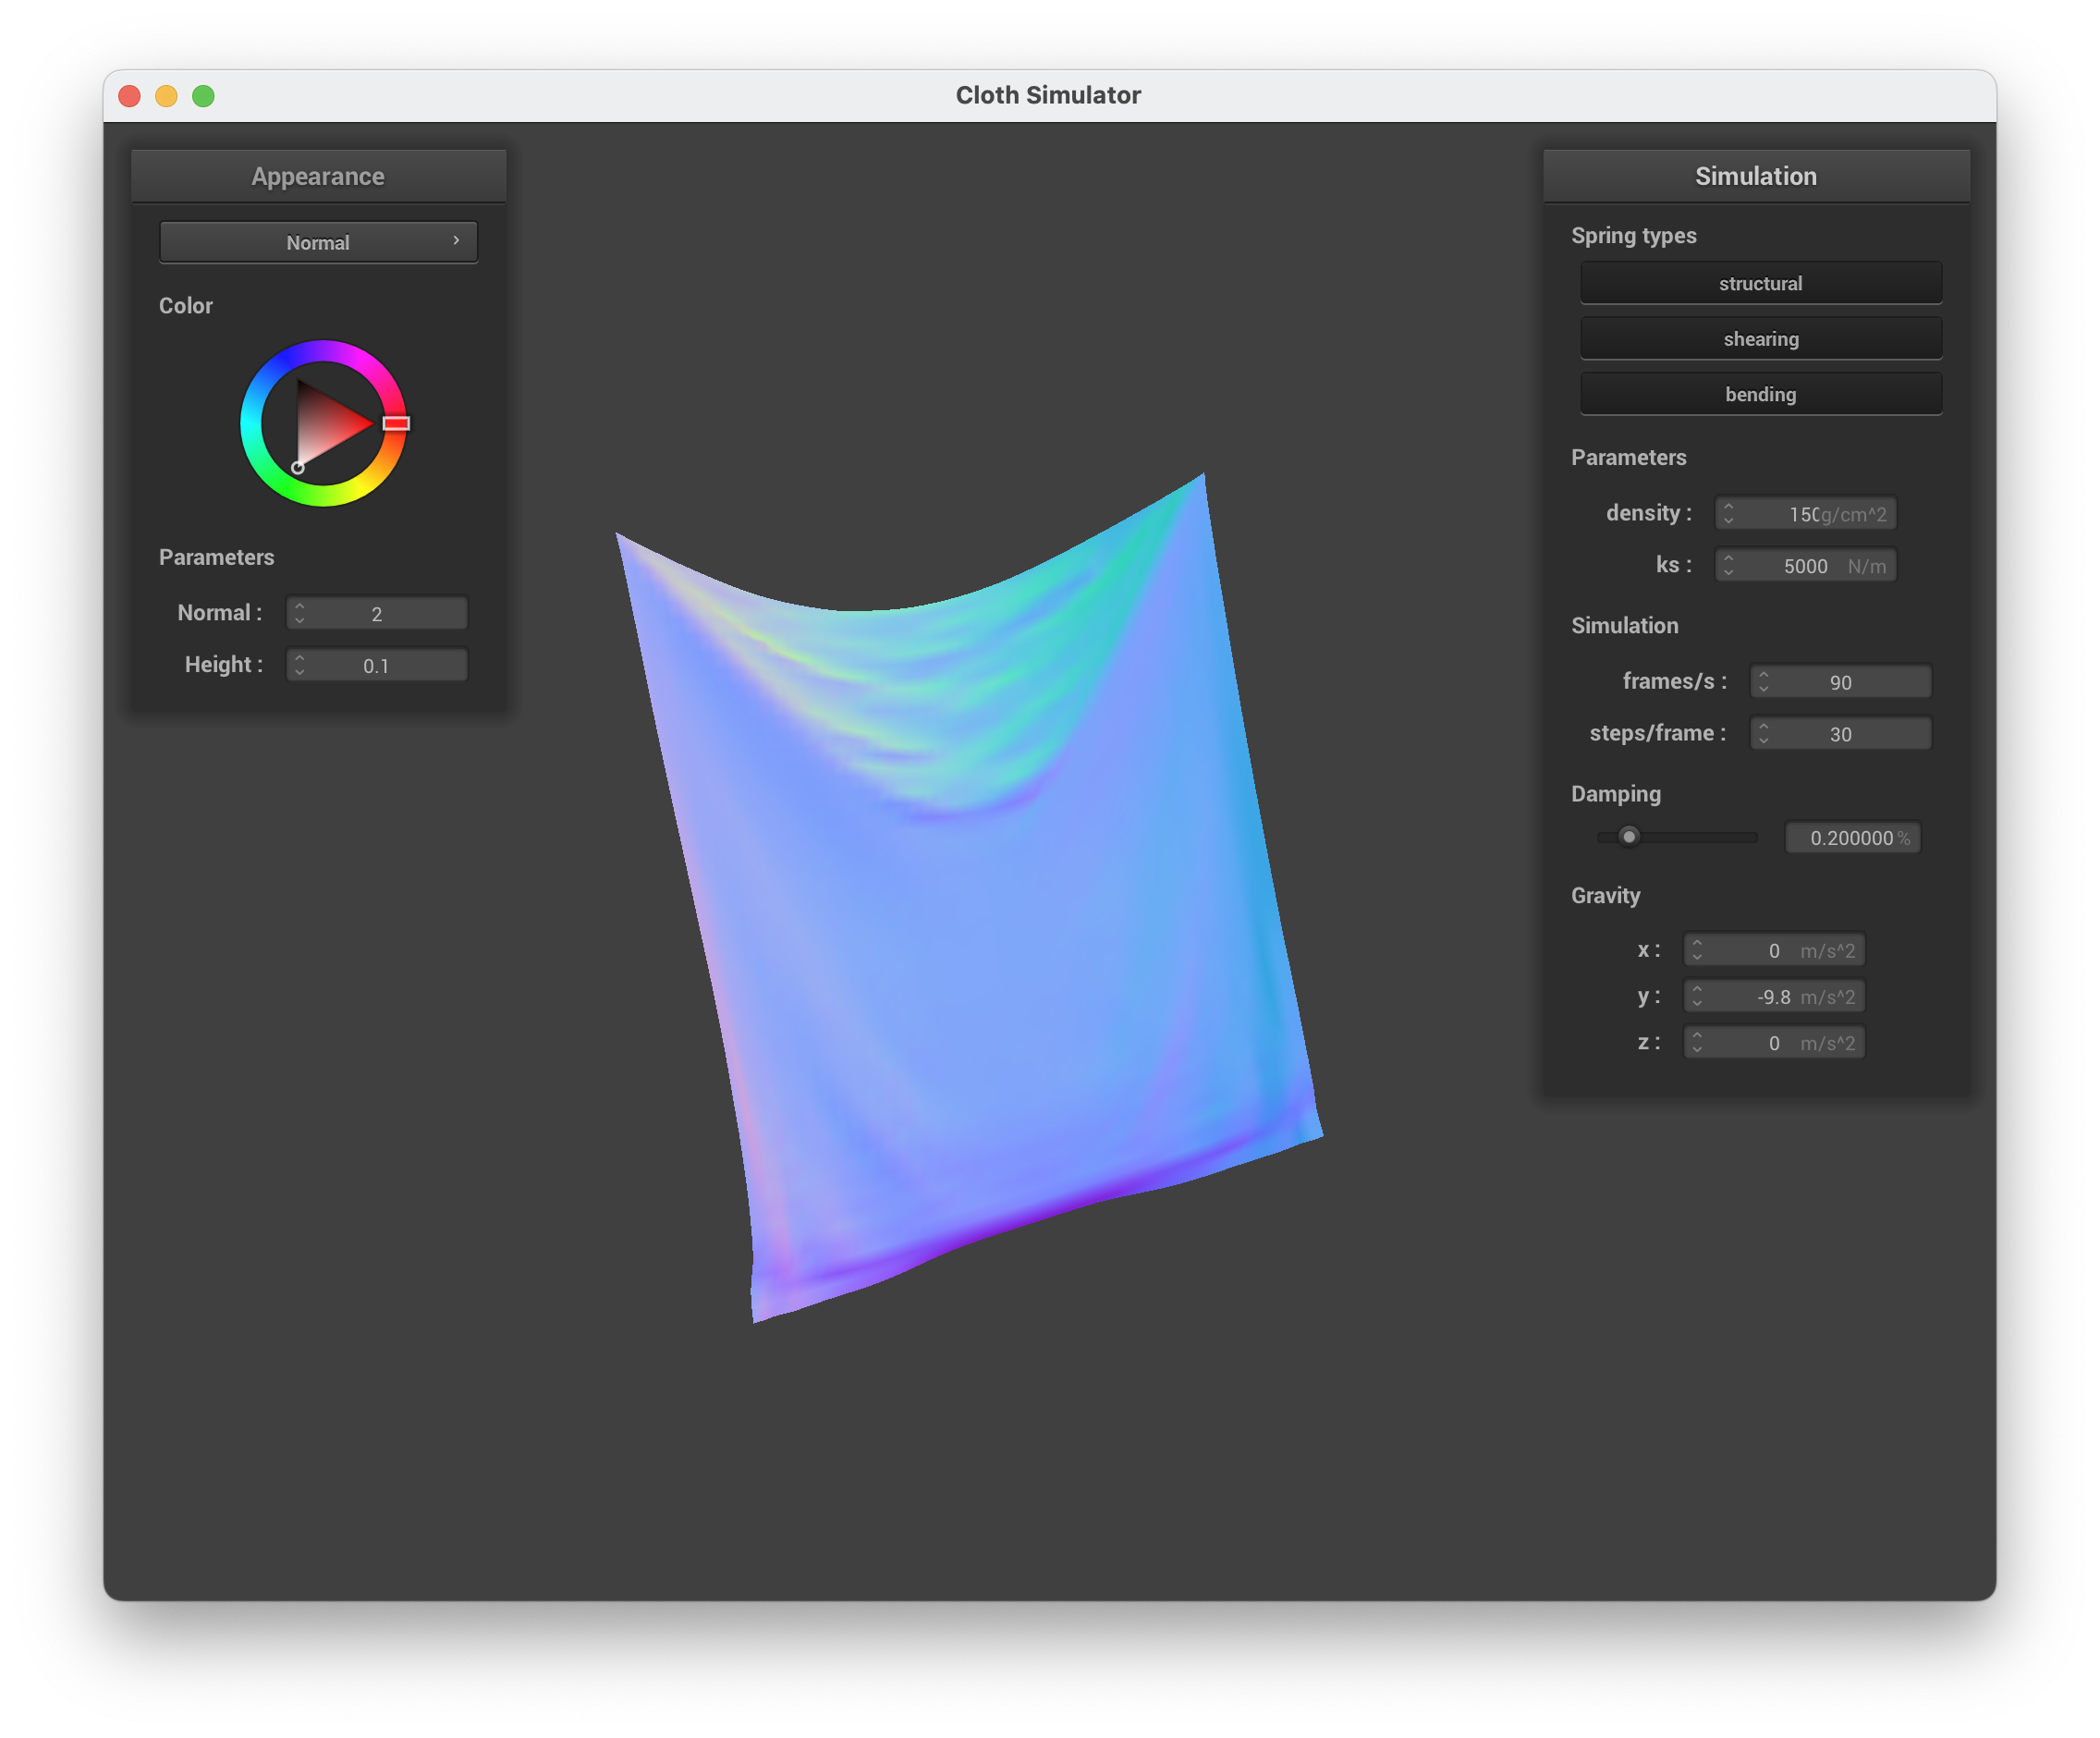 Cloth Simulator
Appearance
Normal
Color
Parameters
Normal : 2
Height : 0.1
Simulation
Spring types
structural
shearing
bending
Parameters
density : 150 g/cm^2
ks : 5000 N/m
Simulation
frames/s : 90
steps/frame : 30
Damping
0.200000 %
Gravity
x : 0 m/s^2
y : -9.8 m/s^2
z : 0 m/s^2